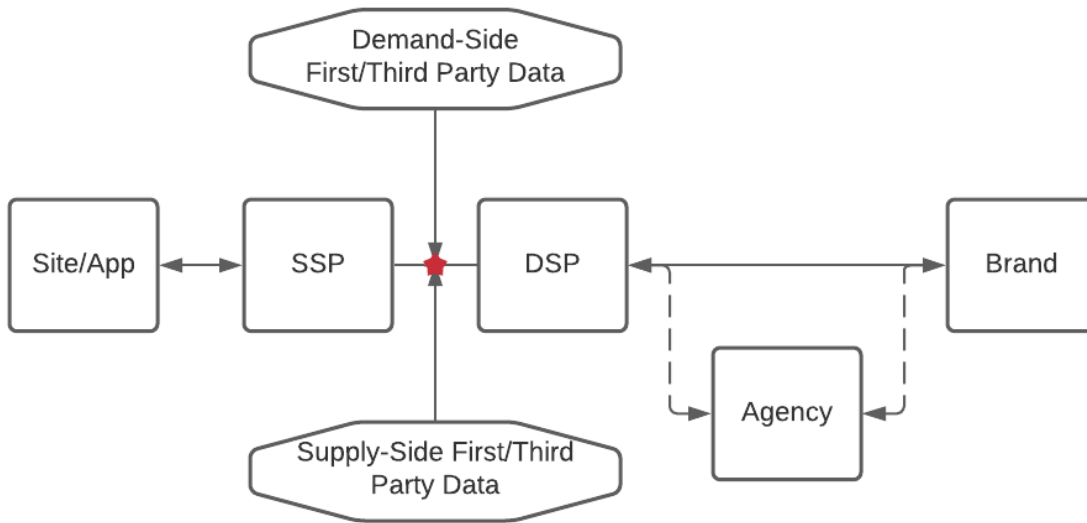 Demand-Side
First/Third Party Data
Site/App
SSP
DSP
Brand
Agency
Supply-Side First/Third
Party Data